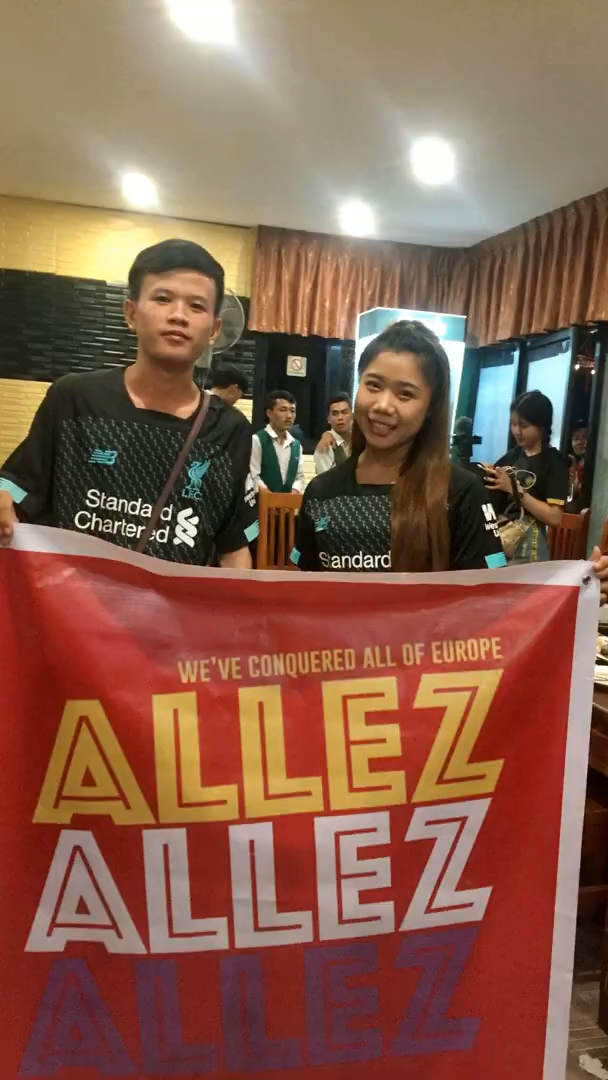 LFC
Standard
Chartered
Standard
WE'VE CONQUERED ALL OF EUROPE
ALLEZ
ALLEZ
ALLEZ